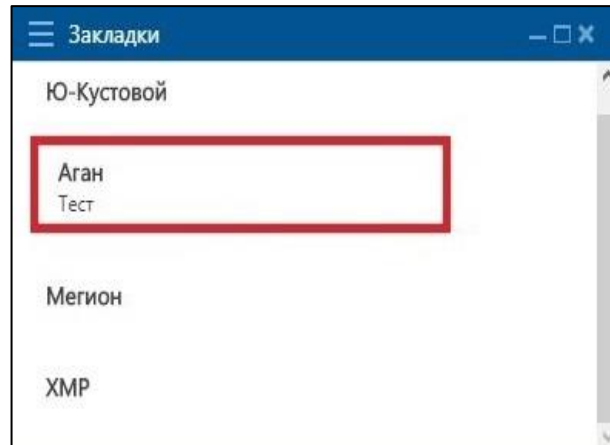 Закладки
Ю-Кустовой
Аган
Тест
Мегион
ХМР